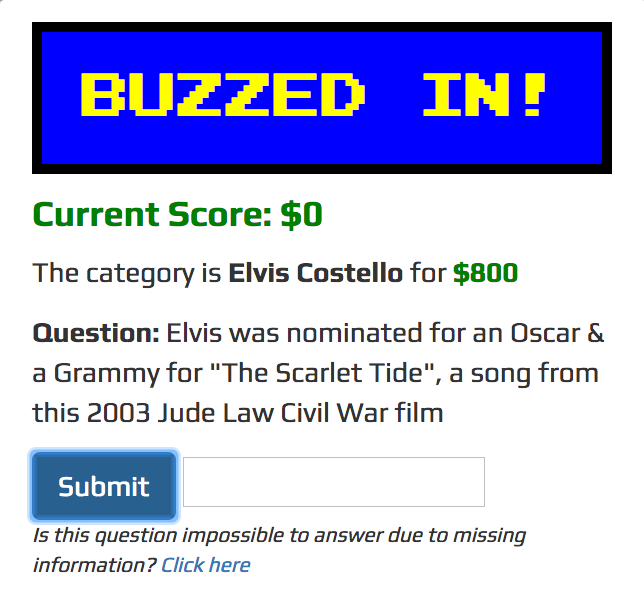 BUZZED IN!
Current Score: $0
The category is Elvis Costello for $800
Question: Elvis was nominated for an Oscar &
a Grammy for "The Scarlet Tide", a song from
this 2003 Jude Law Civil War film
Submit
Is this question impossible to answer due to missing
information? Click here